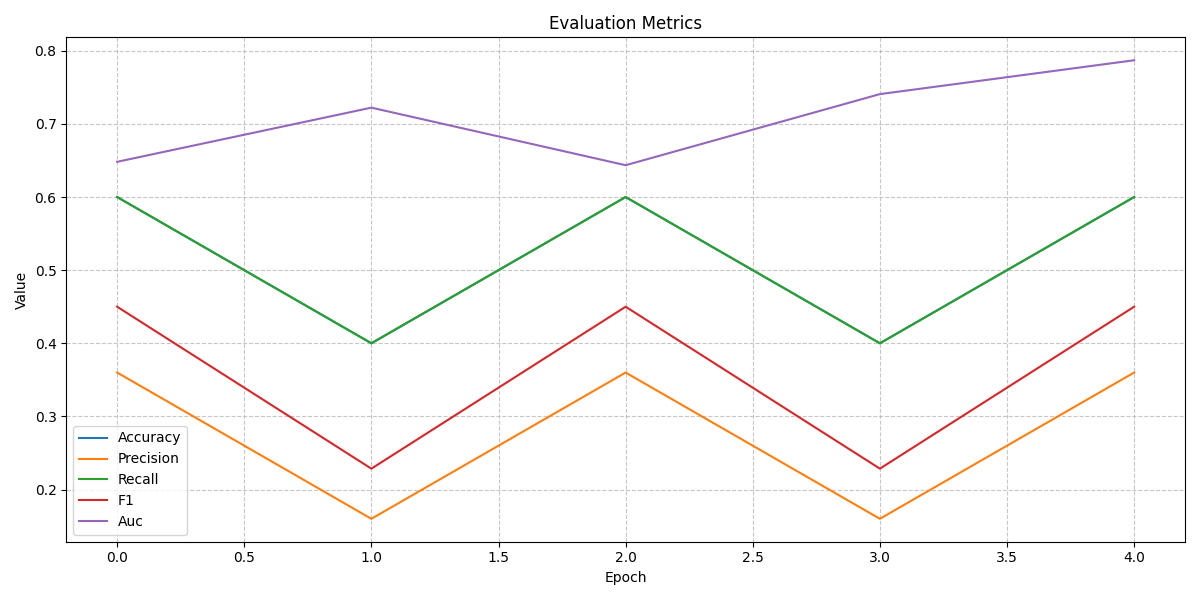 Evaluation Metrics
0.8
0.7
0.6
0.5
0.4
0.3
0.2
Value
Accuracy
Precision
Recall
F1
Auc
0.0 0.5 1.0 1.5 2.0 2.5 3.0 3.5 4.0
Epoch